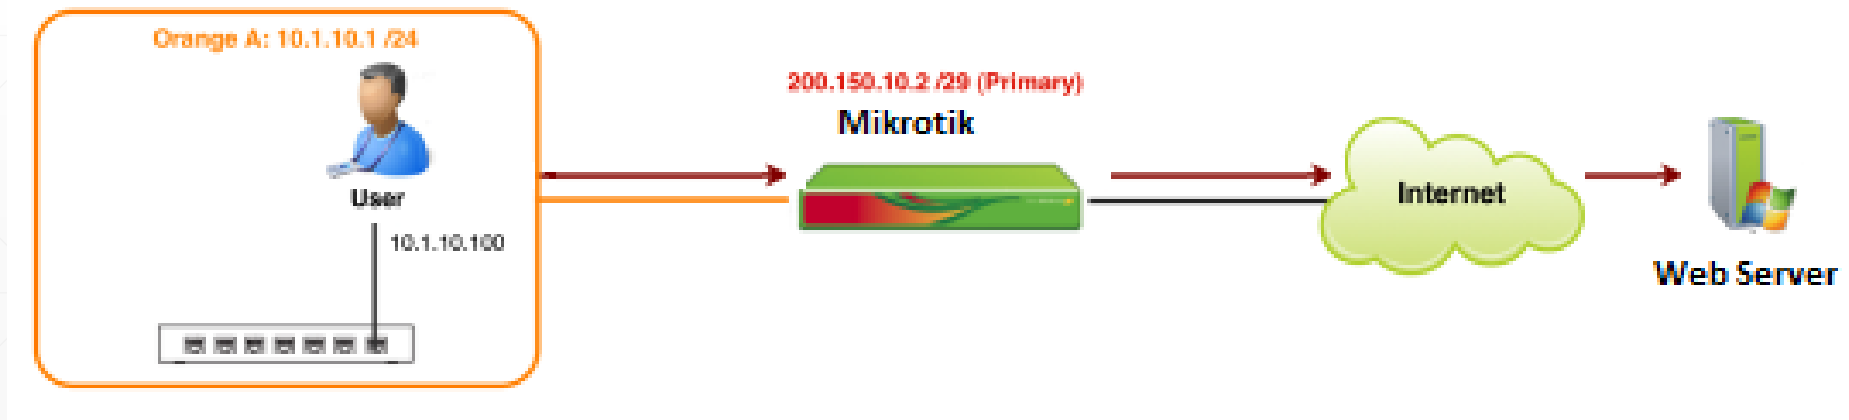 Orange A: 10.1.10.1 /24
User
10.1.10.100
200.150.10.2 /29 (Primary)
Mikrotik
Internet
Web Server